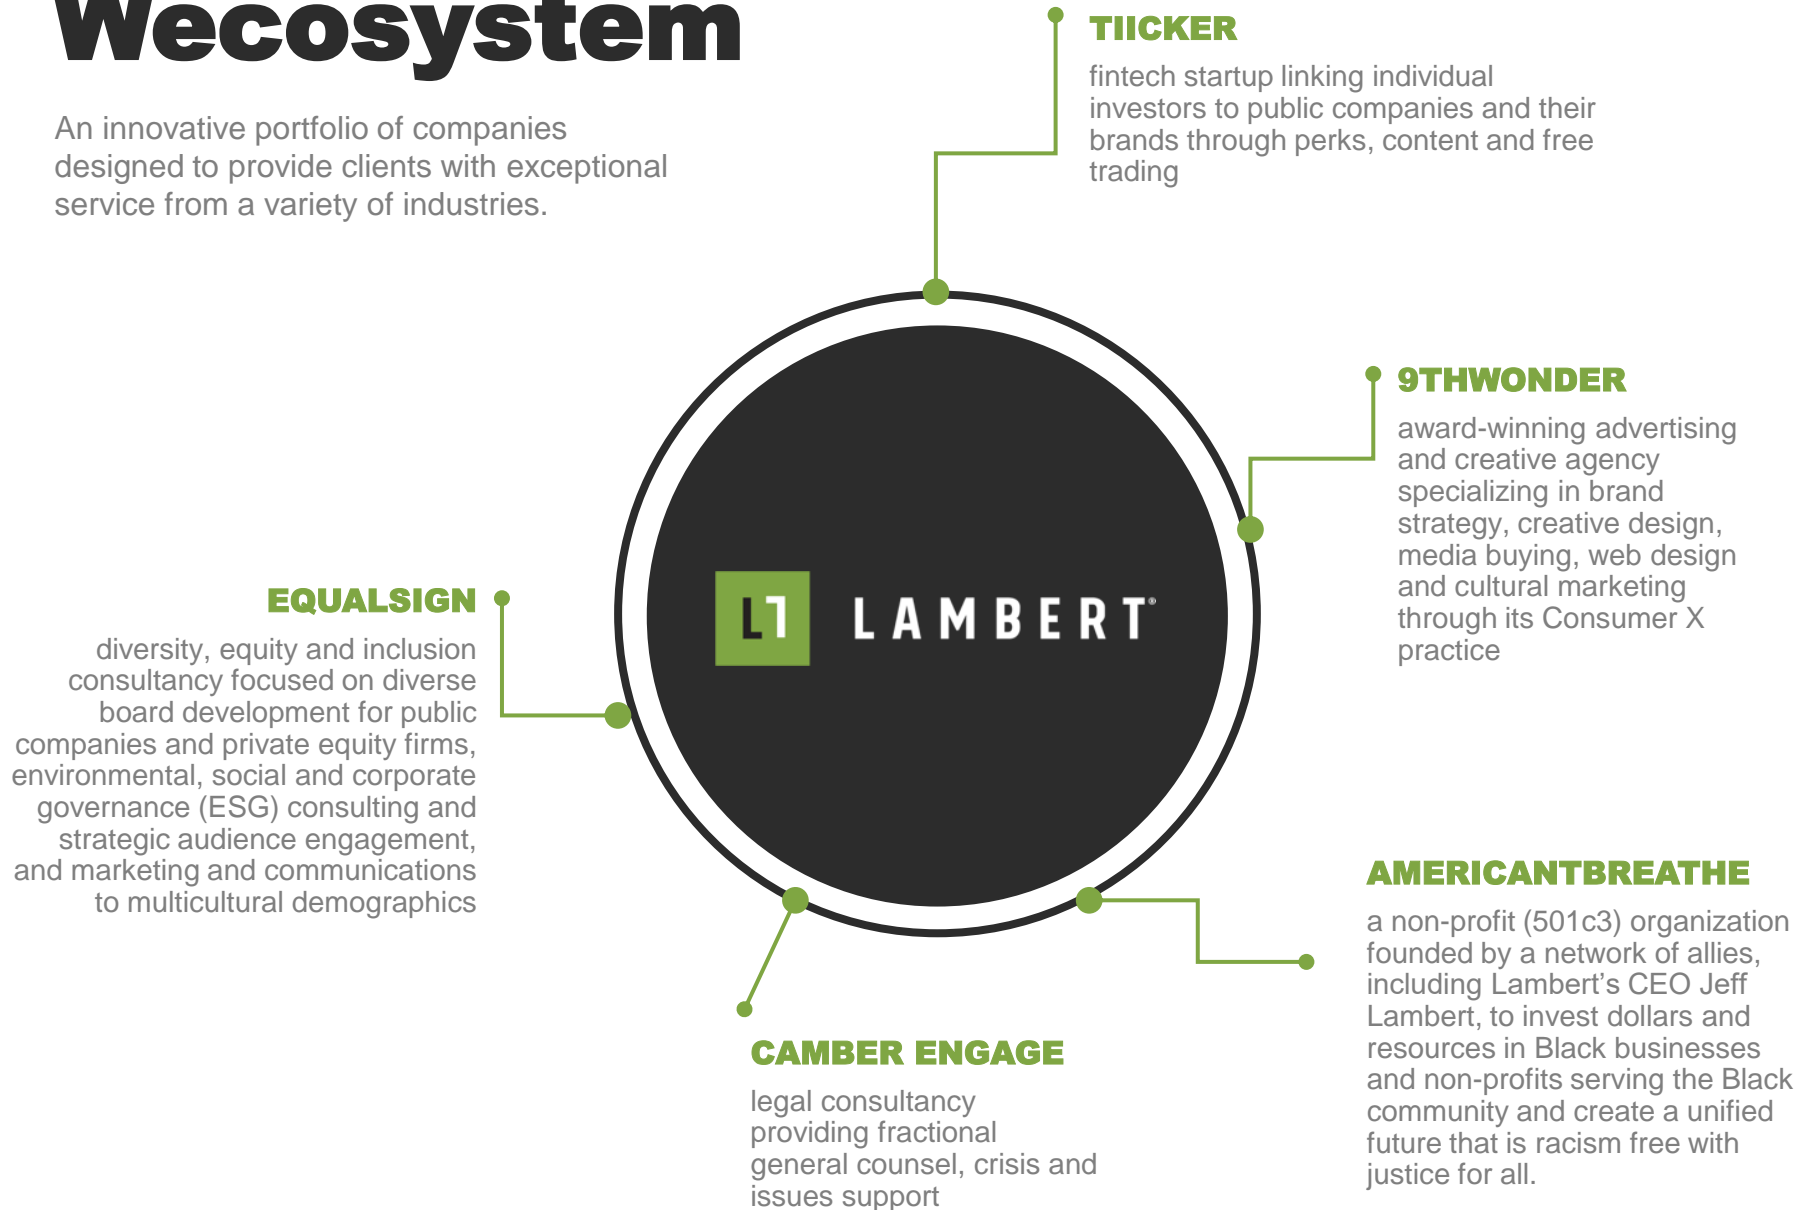 Wecosystem
An innovative portfolio of companies
designed to provide clients with exceptional
service from a variety of industries.
TIICKER
fintech startup linking individual
investors to public companies and their
brands through perks, content and free
trading
9THWONDER
award-winning advertising
and creative agency
specializing in brand
strategy, creative design,
media buying, web design
and cultural marketing
through its Consumer X
practice
EQUALSIGN
diversity, equity and inclusion
consultancy focused on diverse
board development for public
companies and private equity firms,
environmental, social and corporate
governance (ESG) consulting and
strategic audience engagement,
and marketing and communications
to multicultural demographics
LAMBERT®
AMERICANTBREATHE
a non-profit (501c3) organization
founded by a network of allies,
including Lambert’s CEO Jeff
Lambert, to invest dollars and
resources in Black businesses
and non-profits serving the Black
community and create a unified
future that is racism free with
justice for all.
CAMBER ENGAGE
legal consultancy
providing fractional
general counsel, crisis and
issues support